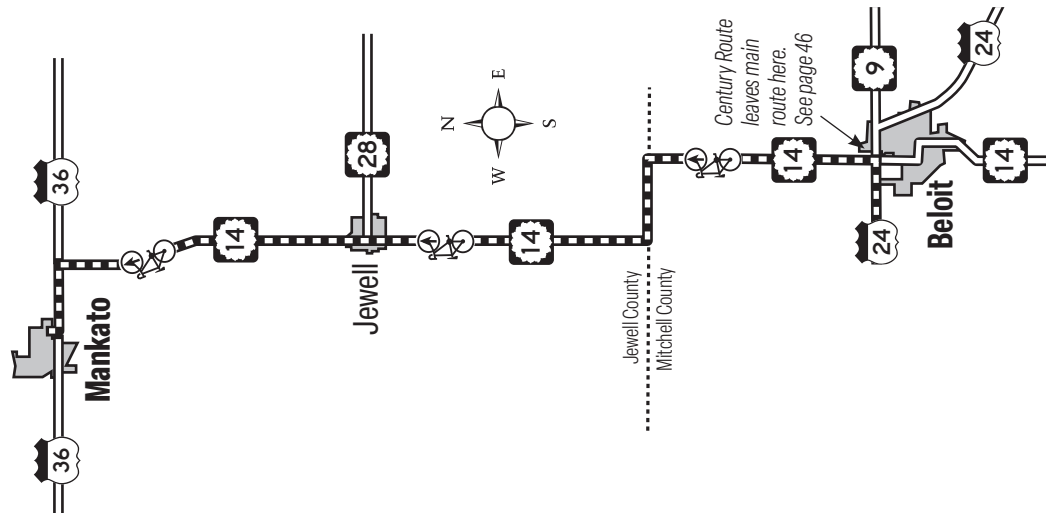 36
36
Mankato
14
28
Jewell
N
E
W
S
14
Jewell County
Mitchell County
Century Route
leaves main
route here.
See page 46
14
9
24
24
Beloit
14